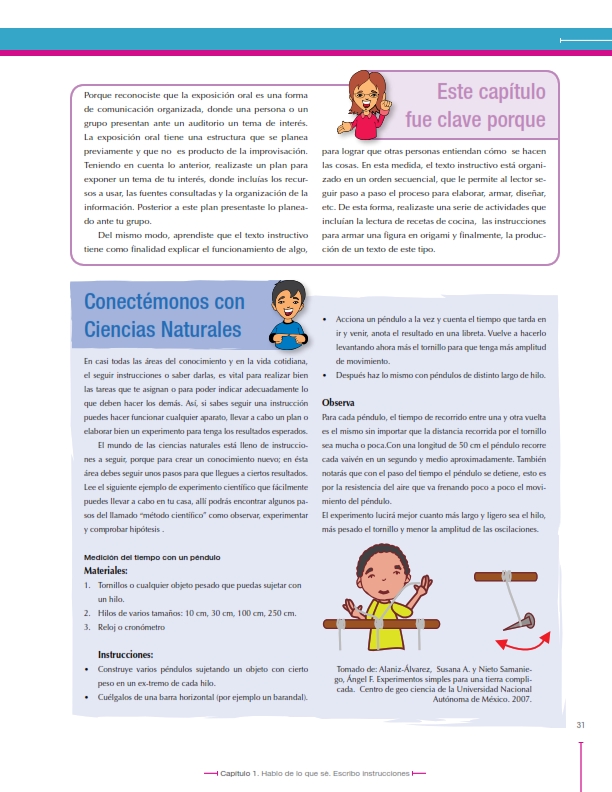 Este capítulo
fue clave porque
Porque reconociste que la exposición oral es una forma
de comunicación organizada, donde una persona o un
grupo presentan ante un auditorio un tema de interés.
La exposición oral tiene una estructura que se planea
previamente y que no  es producto de la improvisación.
Teniendo en cuenta lo anterior, realizaste un plan para
exponer un tema de tu interés, donde incluías los recur-
sos a usar, las fuentes consultadas y la organización de la
información. Posterior a este plan presentaste lo planea-
do ante tu grupo.
Del mismo modo, aprendiste que el texto instructivo
tiene como finalidad explicar el funcionamiento de algo,
para lograr que otras personas entiendan cómo  se hacen
las cosas. En esta medida, el texto instructivo está organi-
zado en un orden secuencial, que le permite al lector se-
guir paso a paso el proceso para elaborar, armar, diseñar,
etc. De esta forma, realizaste una serie de actividades que
incluían la lectura de recetas de cocina,  las instrucciones
para armar una figura en origami y finalmente, la produc-
ción de un texto de este tipo.
Conectémonos con
Ciencias Naturales
En casi todas las áreas del conocimiento y en la vida cotidiana,
el seguir instrucciones o saber darlas, es vital para realizar bien
las tareas que te asignan o para poder indicar adecuadamente lo
que deben hacer los demás. Así, si sabes seguir una instrucción
puedes hacer funcionar cualquier aparato, llevar a cabo un plan o
elaborar bien un experimento para tenga los resultados esperados.
El mundo de las ciencias naturales está lleno de instruccio-
nes a seguir, porque para crear un conocimiento nuevo; en ésta
área debes seguir unos pasos para que llegues a ciertos resultados.
Lee el siguiente ejemplo de experimento científico que fácilmente
puedes llevar a cabo en tu casa, allí podrás encontrar algunos pa-
sos del llamado "método científico" como observar, experimentar
y comprobar hipótesis .
Medición del tiempo con un péndulo
Materiales:
1. Tornillos o cualquier objeto pesado que puedas sujetar con
un hilo.
2. Hilos de varios tamaños: 10 cm, 30 cm, 100 cm, 250 cm.
3. Reloj o cronómetro
Instrucciones:
• Construye varios péndulos sujetando un objeto con cierto
peso en un ex-tremo de cada hilo.
• Cuélgalos de una barra horizontal (por ejemplo un barandal).
• Acciona un péndulo a la vez y cuenta el tiempo que tarda en
ir y venir, anota el resultado en una libreta. Vuelve a hacerlo
levantando ahora más el tornillo para que tenga más amplitud
de movimiento.
• Después haz lo mismo con péndulos de distinto largo de hilo.
Observa
Para cada péndulo, el tiempo de recorrido entre una y otra vuelta
es el mismo sin importar que la distancia recorrida por el tornillo
sea mucha o poca.Con una longitud de 50 cm el péndulo recorre
cada vaivén en un segundo y medio aproximadamente. También
notarás que con el paso del tiempo el péndulo se detiene, esto es
por la resistencia del aire que va frenando poco a poco el movi-
miento del péndulo.
El experimento lucirá mejor cuanto más largo y ligero sea el hilo,
más pesado el tornillo y menor la amplitud de las oscilaciones.
Tomado de: Alaniz-Álvarez,  Susana A. y Nieto Samanie-
go, Ángel F. Experimentos simples para una tierra compli-
cada.  Centro de geo ciencia de la Universidad Nacional
Autónoma de México. 2007.
31
Capítulo 1. Hablo de lo que sé. Escribo instrucciones